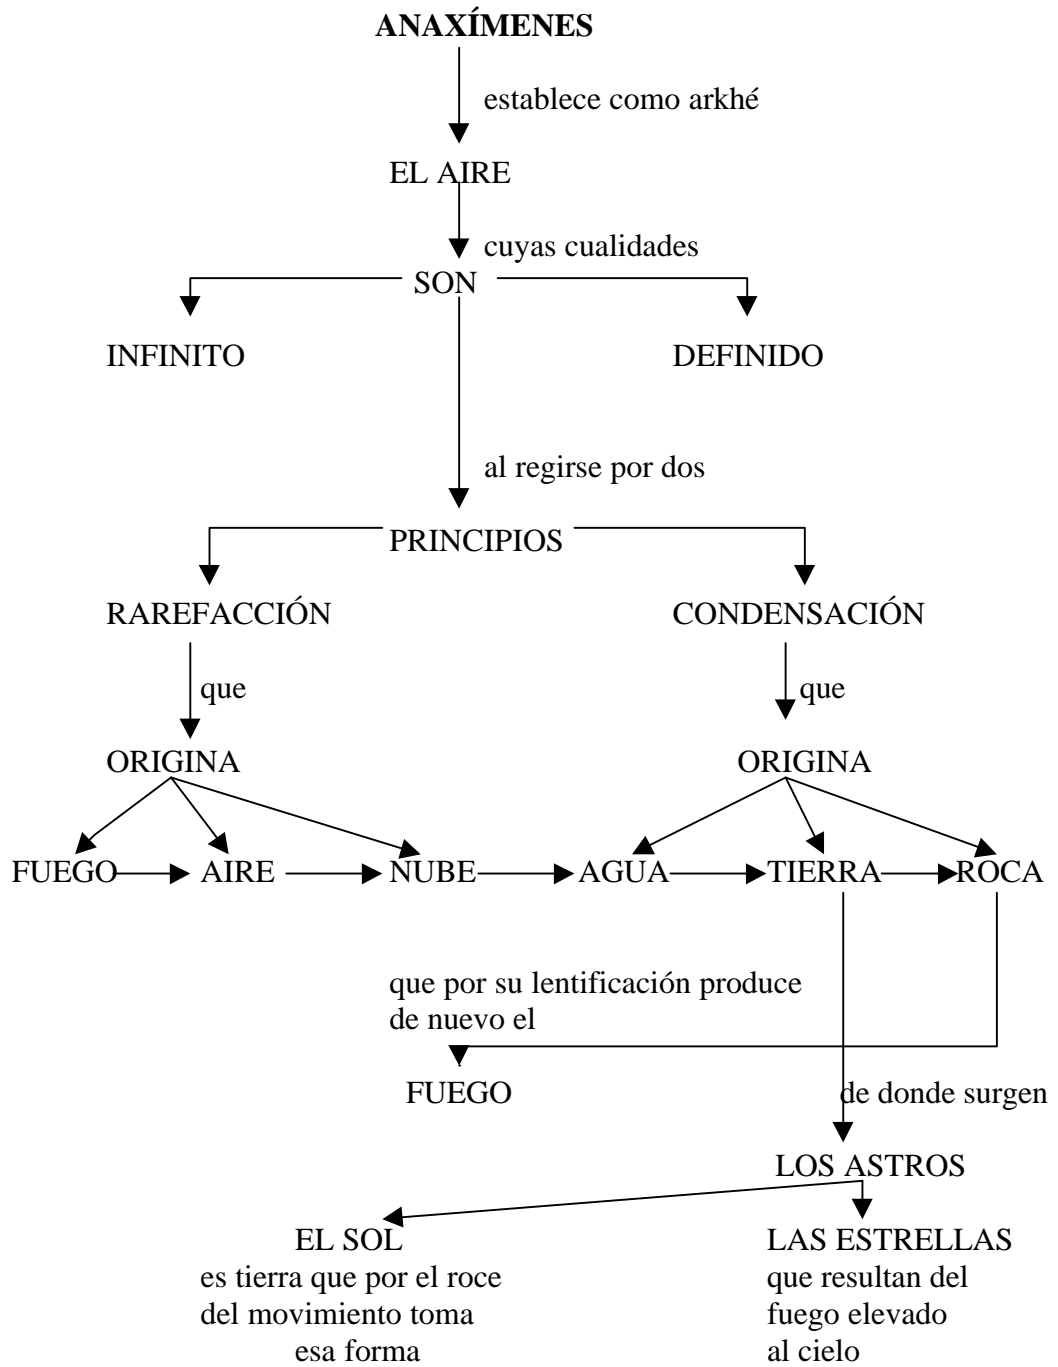 ANAXÍMENES
establece como arkhé
EL AIRE
cuyas cualidades
SON
INFINITO
DEFINIDO
al regirse por dos
PRINCIPIOS
RAREFACCIÓN
CONDENSACIÓN
que
que
ORIGINA
ORIGINA
FUEGO
AIRE
NUBE
AGUA
TIERRA
ROCA
que por su lentificación produce
de nuevo el
FUEGO
de donde surgen
LOS ASTROS
EL SOL
es tierra que por el roce
del movimiento toma
esa forma
LAS ESTRELLAS
que resultan del
fuego elevado
al cielo